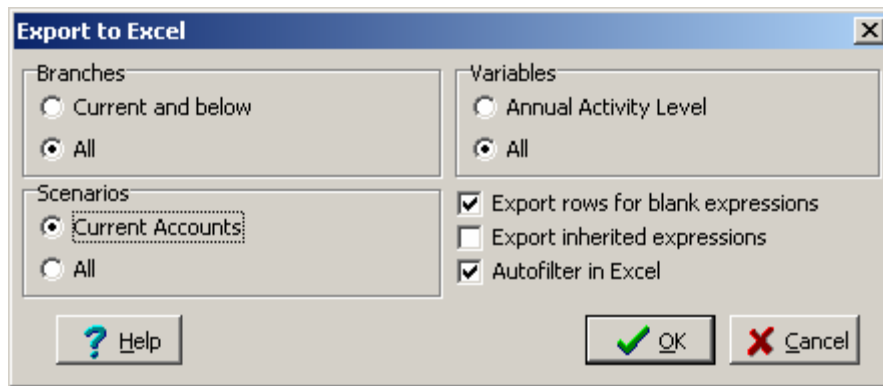 Export to Excel
Branches
Current and below
All
Variables
Annual Activity Level
All
Scenarios
Current Accounts
All
Export rows for blank expressions
Export inherited expressions
Autofilter in Excel
Help
OK
Cancel